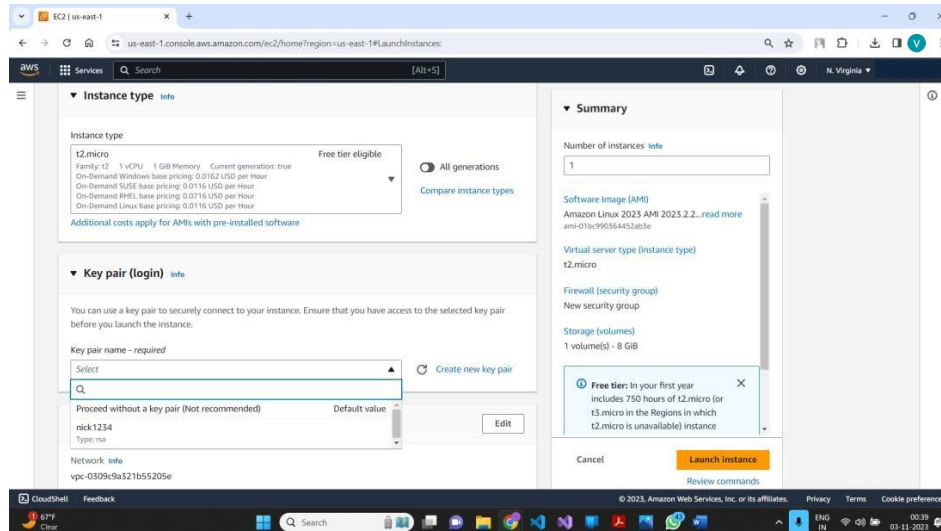 EC2 | us-east-1
us-east-1.console.aws.amazon.com/ec2/home?region=us-east-1#LaunchInstances:
V
aws
Services
Search
[Alt+S]
N. Virginia
Instance type Info
Instance type
t2.micro
Free tier eligible
Family: t2 1 vCPU 1 GiB Memory Current generation: true
On-Demand Windows base pricing: 0.0162 USD per Hour
On-Demand SUSE base pricing: 0.0116 USD per Hour
On-Demand RHEL base pricing: 0.0716 USD per Hour
On-Demand Linux base pricing: 0.0116 USD per Hour
All generations
Compare instance types
Additional costs apply for AMIs with pre-installed software
Key pair (login) Info
You can use a key pair to securely connect to your instance. Ensure that you have access to the selected key pair
before you launch the instance.
Key pair name - required
Select
Create new key pair
Proceed without a key pair (Not recommended)
Default value
nick1234
Type: rsa
Edit
Network Info
vpc-0309c9a321b55205e
Summary
Number of instances Info
1
Software Image (AMI)
Amazon Linux 2023 AMI 2023.2.2...read more
ami-01bc990364452ab3e
Virtual server type (instance type)
t2.micro
Firewall (security group)
New security group
Storage (volumes)
1 volume(s) - 8 GiB
Free tier: In your first year
includes 750 hours of t2.micro (or
t3.micro in the Regions in which
t2.micro is unavailable) instance
Cancel
Launch instance
Review commands
CloudShell
Feedback
© 2023, Amazon Web Services, Inc. or its affiliates.
Privacy
Terms
Cookie preference
67°F
Clear
Search
ENG
IN
00:39
03-11-2023